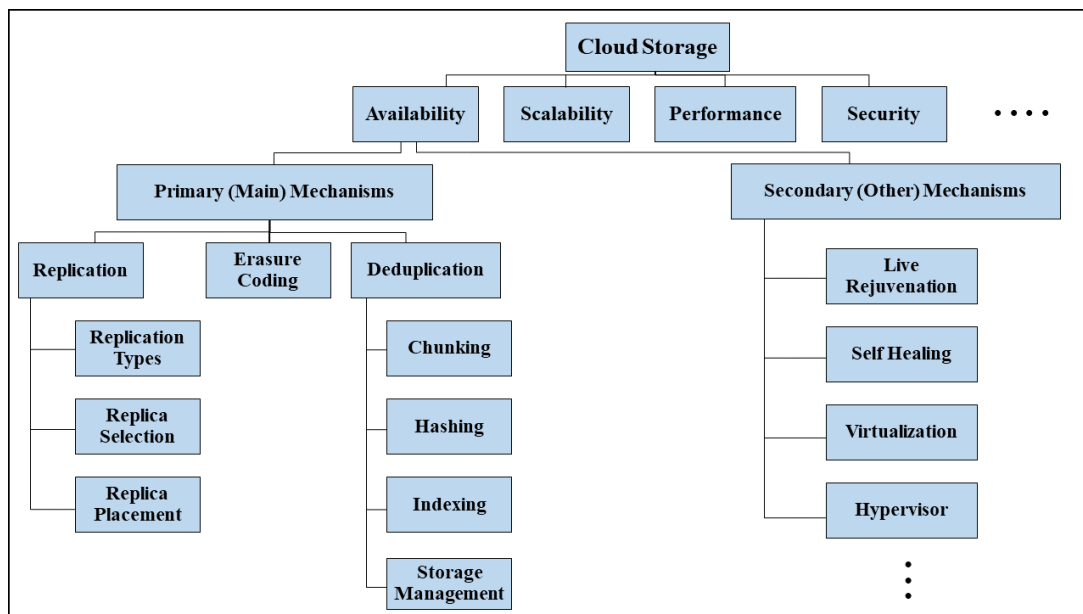 Cloud Storage
Availability
Scalability
Performance
Security
Primary (Main) Mechanisms
Secondary (Other) Mechanisms
Replication
Erasure
Coding
Deduplication
Replication
Types
Replica
Selection
Replica
Placement
Chunking
Hashing
Indexing
Storage
Management
Live
Rejuvenation
Self Healing
Virtualization
Hypervisor